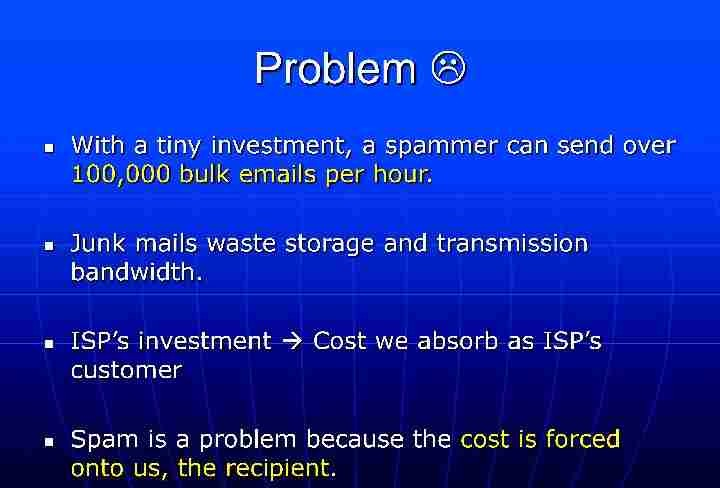 Problem ☹
With a tiny investment, a spammer can send over
100,000 bulk emails per hour.
Junk mails waste storage and transmission
bandwidth.
ISP’s investment → Cost we absorb as ISP’s
customer
Spam is a problem because the cost is forced
onto us, the recipient.